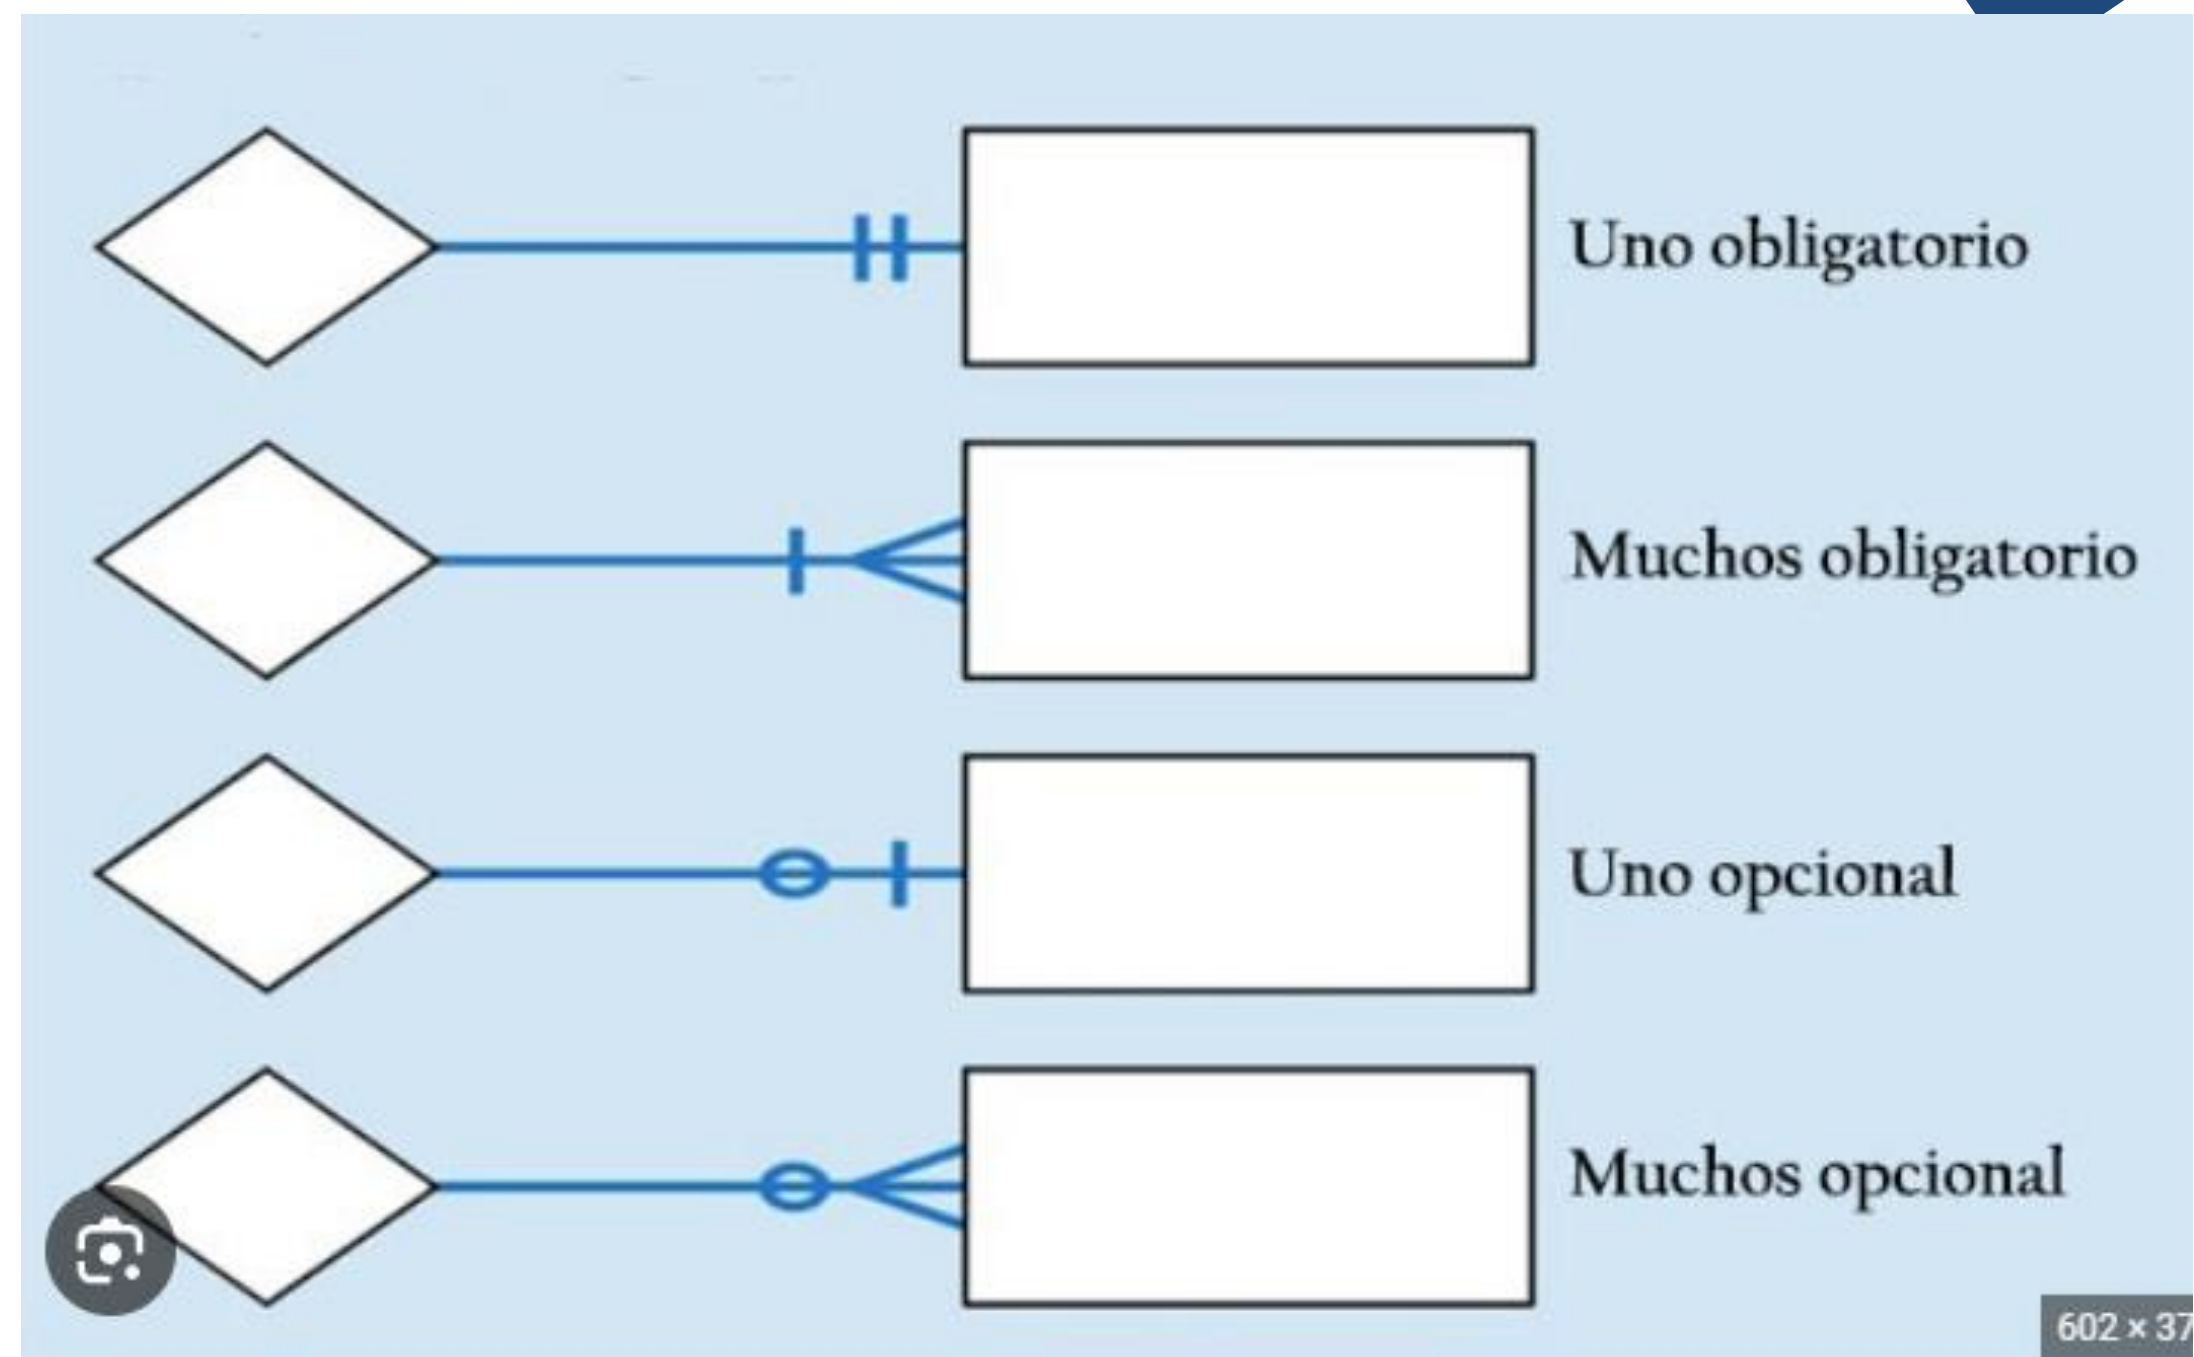 Uno obligatorio
Muchos obligatorio
Uno opcional
Muchos opcional
602 × 37